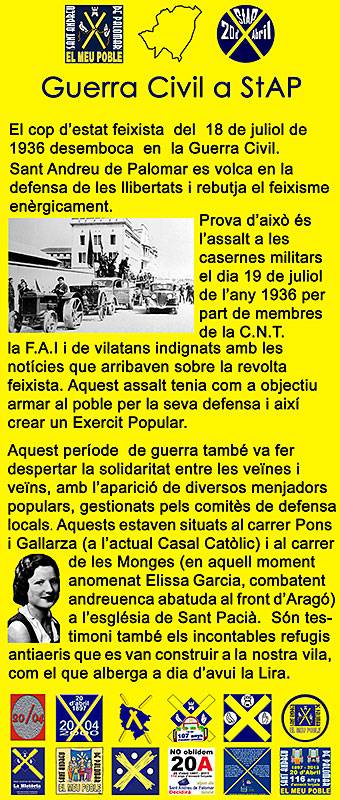 SANT ANDREU
DE PALOMAR
EL MEU POBLE
StAP
20 Abril
Guerra Civil a StAP
El cop d'estat feixista del 18 de juliol de
1936 desemboca en la Guerra Civil.
Sant Andreu de Palomar es volca en la
defensa de les llibertats i rebutja el feixisme
enèrgicament.
Prova d'això és
l'assalt a les
casernes militars
el dia 19 de juliol
de l'any 1936 per
part de membres
de la C.N.T.
la F.A.I i de vilatans indignats amb les
notícies que arribaven sobre la revolta
feixista. Aquest assalt tenia com a objectiu
armar al poble per la seva defensa i així
crear un Exercit Popular.
Aquest període de guerra també va fer
despertar la solidaritat entre les veïnes i
veïns, amb l'aparició de diversos menjadors
populars, gestionats pels comitès de defensa
locals. Aquests estaven situats al carrer Pons
i Gallarza (a l'actual Casal Catòlic) i al carrer
de les Monges (en aquell moment
anomenat Elissa Garcia, combatent
andreuenca abatuda al front d'Aragó)
a l'església de Sant Pacià. Són tes-
timoni també els incontables refugis
antiaeris que es van construir a la nostra vila,
com el que alberga a dia d'avui la Lira.
20/04
20 d'abril
1897
20 04
EL MEU POBLE
La Història
SANT ANDREU
EL MEU POBLE
NO oblidem
20A
Sant Andreu de Palomar
Decidirà
1897 - 2013
20 d'Abril
116 anys
EL MEU POBLE